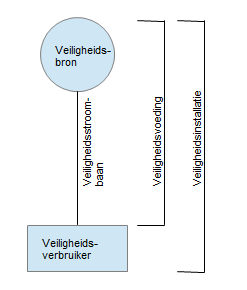 Veiligheids-
bron
Veiligheidsstroom-
baan
Veiligheidsvoeding
Veiligheidsinstallatie
Veiligheids-
verbruiker